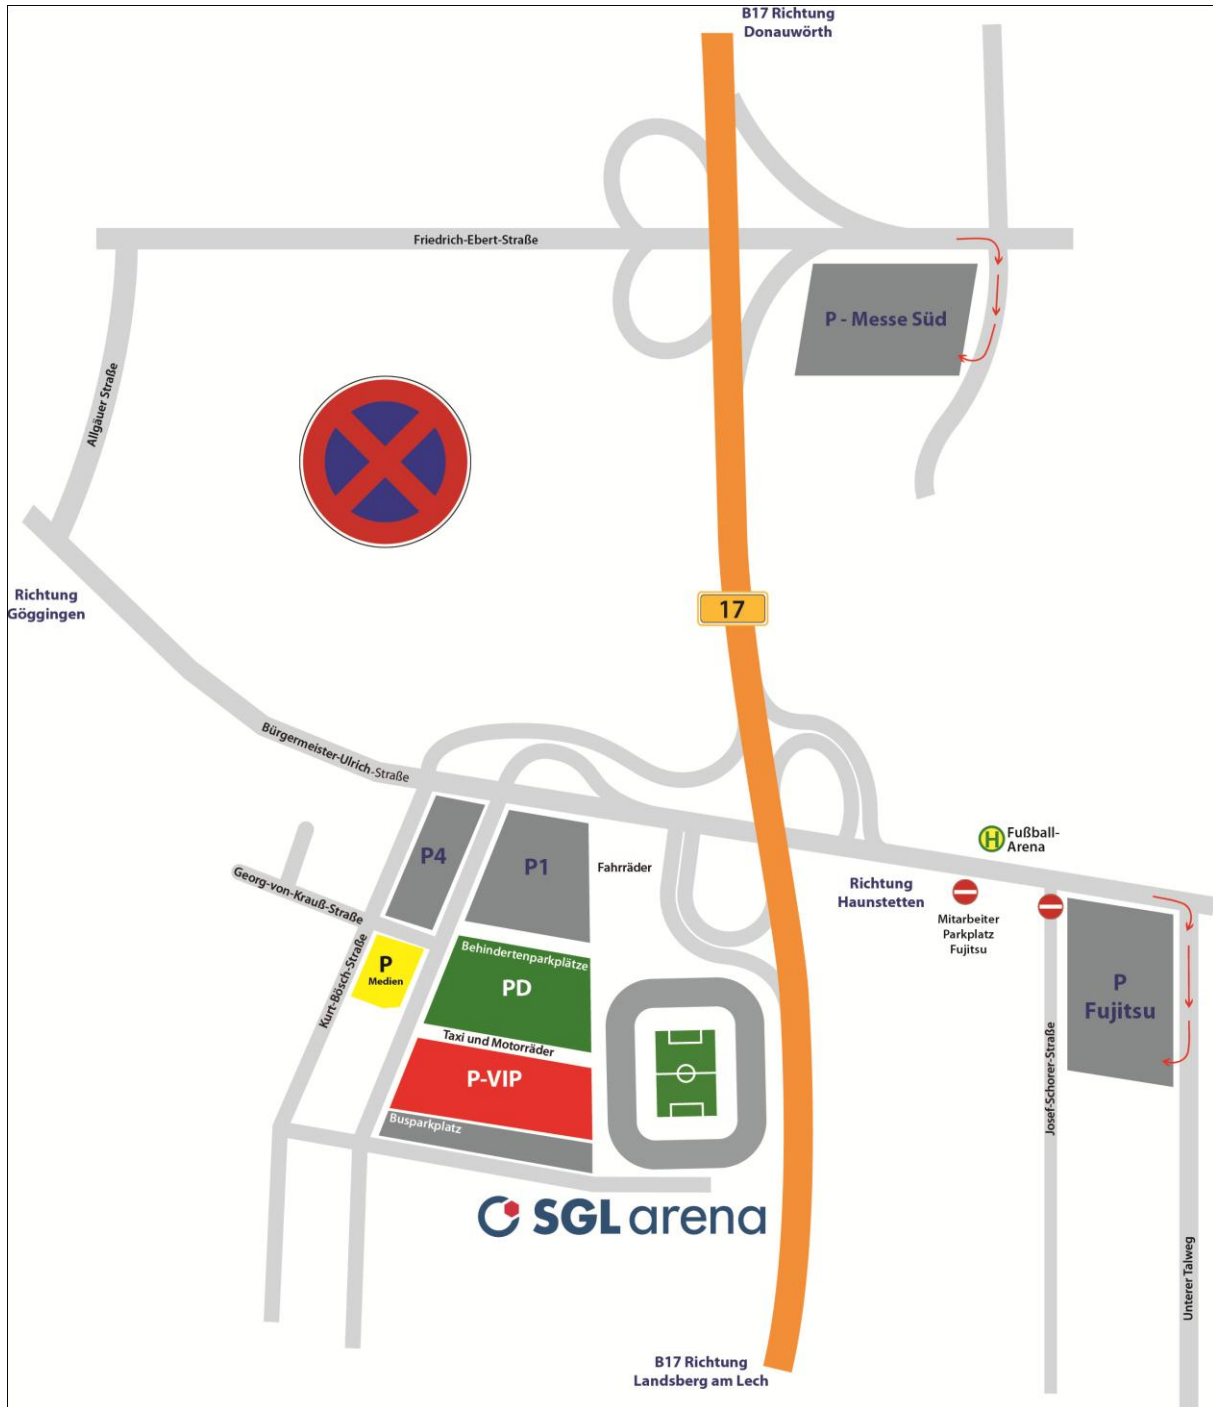 B17 Richtung
Donauwörth
Friedrich-Ebert-Straße
P - Messe Süd
Allgäuer Straße
Richtung
Göggingen
17
Bürgermeister-Ulrich-Straße
H
Fußball-
Arena
P4
P1
Fahrräder
Richtung
Haunstetten
Georg-von-Krauß-Straße
Mitarbeiter
Parkplatz
Fujitsu
Kurt-Bösch-Straße
P
Medien
Behindertenparkplätze
PD
P
Fujitsu
Taxi und Motorräder
P-VIP
Josef-Schorer-Straße
Busparkplatz
SGL arena
Unterer Talweg
B17 Richtung
Landsberg am Lech